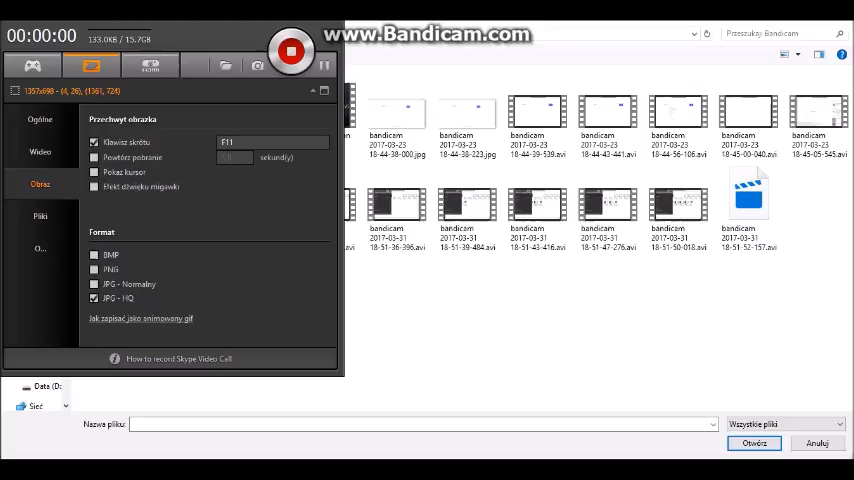 00:00:00
133.0KB / 15.7GB
www.Bandicam.com
Przeszukaj: Bandicam
1357x698 - (4, 26), (1361, 724)
Ogólne
Wideo
Obraz
Pliki
O...
Przechwyt obrazka
Klawisz skrótu
F11
Powtórz pobranie
1,0
sekund(y)
Pokaż kursor
Efekt dźwięku migawki
Format
BMP
PNG
JPG - Normalny
JPG - HQ
Jak zapisać jako animowany gif
How to record Skype Video Call
bandicam
2017-03-23
18-44-38-000.jpg
bandicam
2017-03-23
18-44-38-223.jpg
bandicam
2017-03-23
18-44-39-539.avi
bandicam
2017-03-23
18-44-43-441.avi
bandicam
2017-03-23
18-44-56-106.avi
bandicam
2017-03-23
18-45-00-040.avi
bandicam
2017-03-23
18-45-05-545.avi
bandicam
2017-03-31
18-51-36-396.avi
bandicam
2017-03-31
18-51-39-484.avi
bandicam
2017-03-31
18-51-43-416.avi
bandicam
2017-03-31
18-51-47-276.avi
bandicam
2017-03-31
18-51-50-018.avi
bandicam
2017-03-31
18-52-52-157.avi
Data (D:
Sieć
Nazwa pliku:
Wszystkie pliki
Otwórz
Anuluj